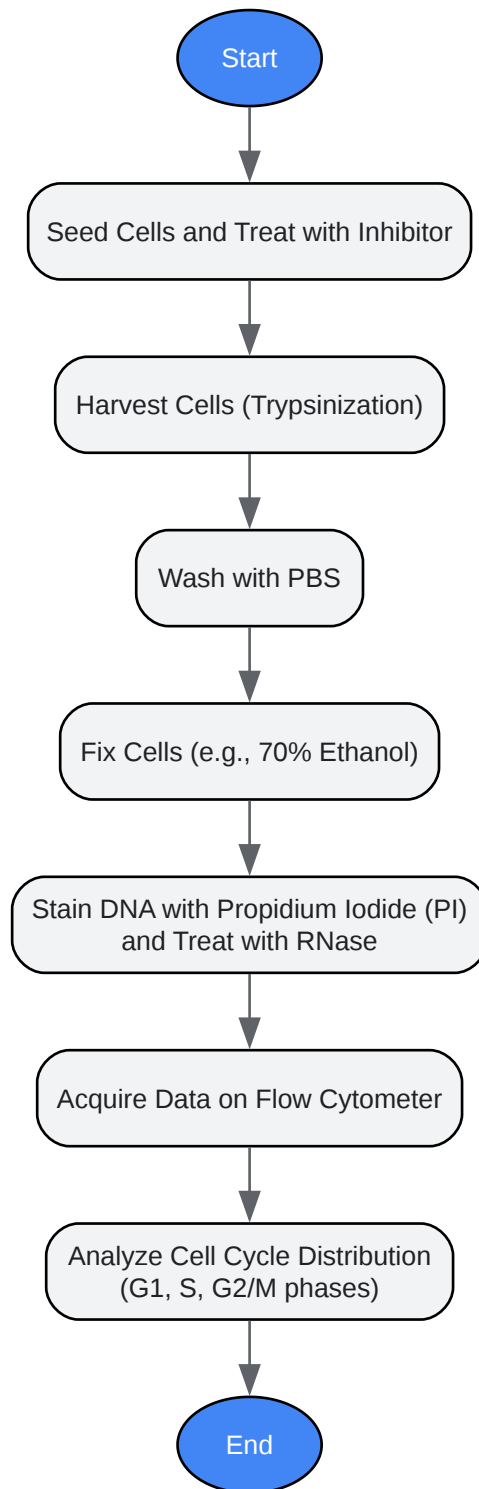 Start
Seed Cells and Treat with Inhibitor
Harvest Cells (Trypsinization)
Wash with PBS
Fix Cells (e.g., 70% Ethanol)
Stain DNA with Propidium Iodide (PI)
and Treat with RNase
Acquire Data on Flow Cytometer
Analyze Cell Cycle Distribution
(G1, S, G2/M phases)
End